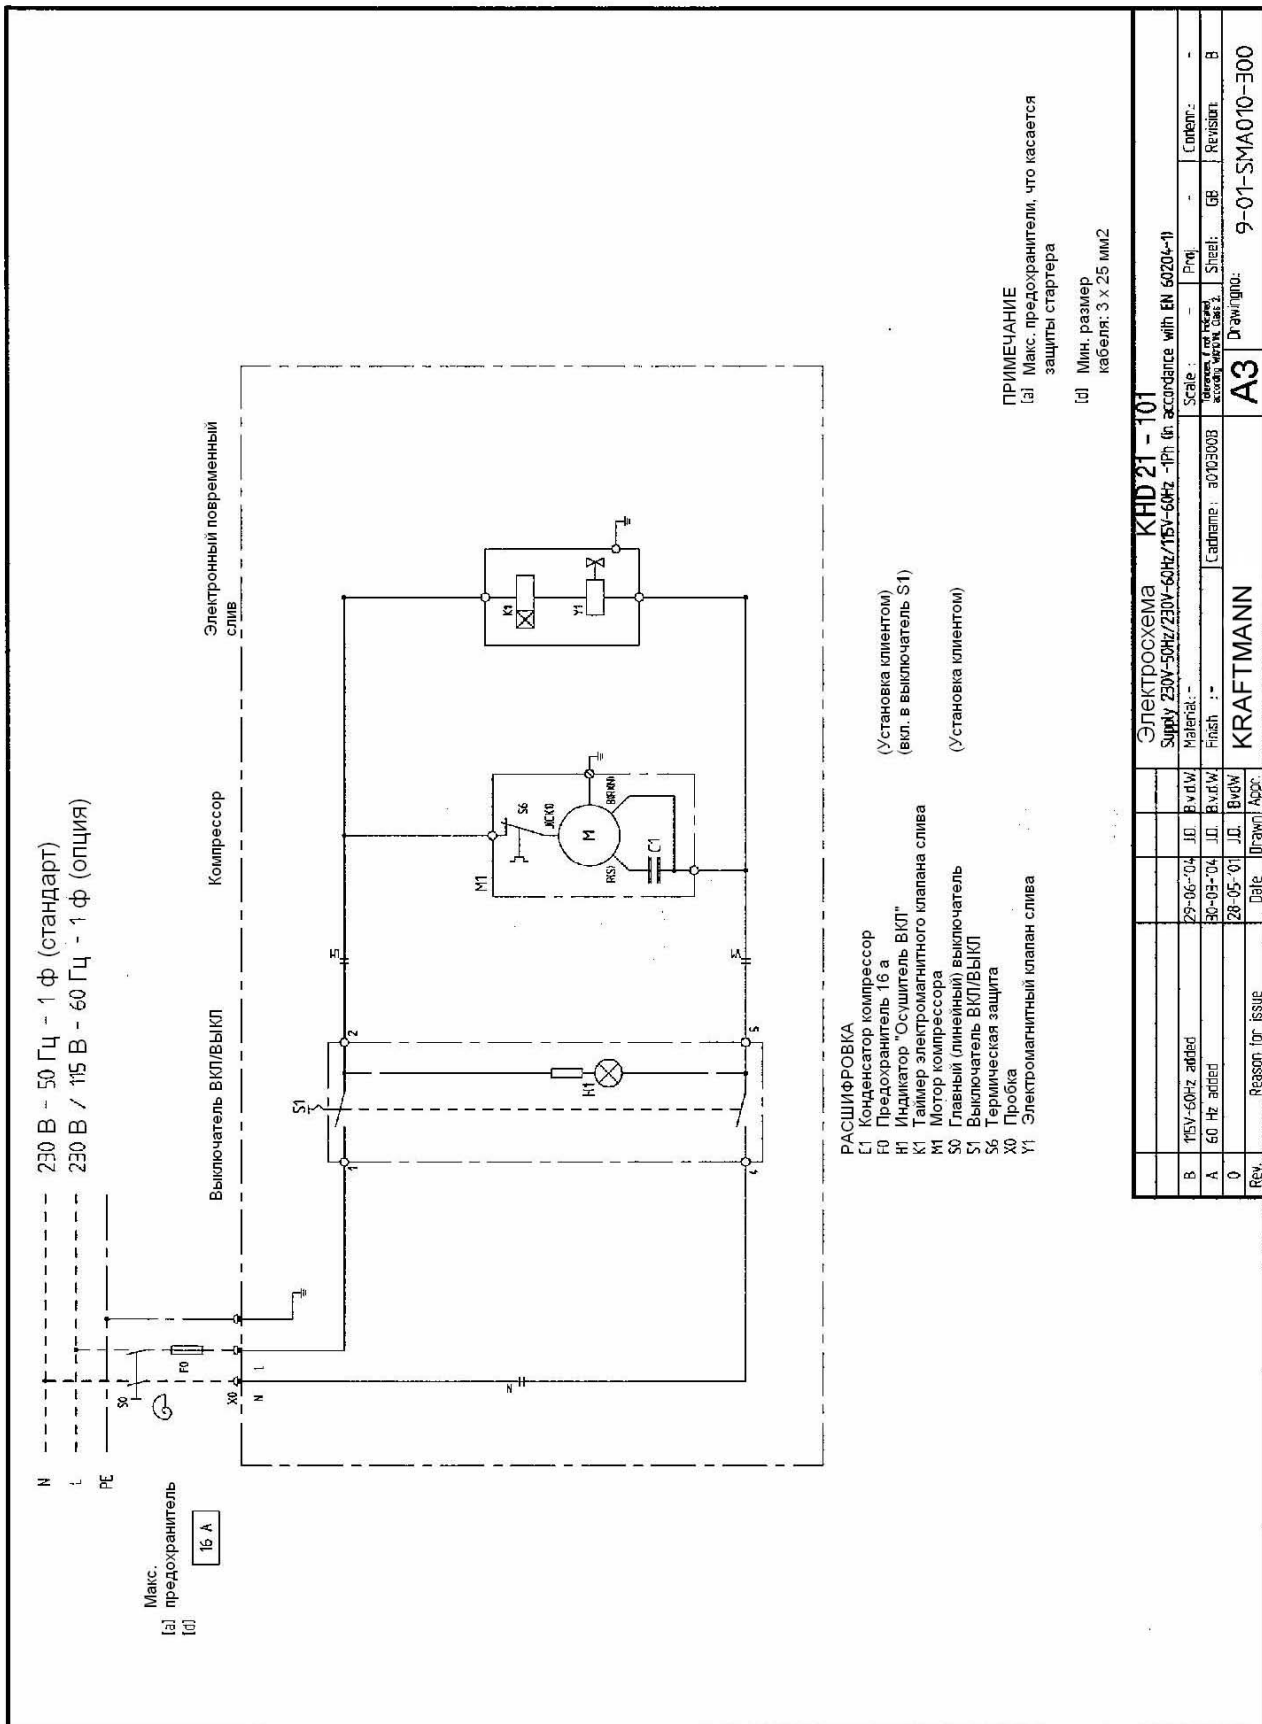 N
L
PE
230 В - 50 Гц - 1 ф (стандарт)
230 В / 115 В - 60 Гц - 1 ф (опция)
Макс.
[a] предохранитель
[d]
16 A
S0
F0
X0
N
L
Выключатель ВКЛ/ВЫКЛ
Компрессор
Электронный повременный
слив
S1
1
2
4
5
H1
N
M1
S6
M
R(S)
C1
K1
Y1
РАСШИФРОВКА
C1 Конденсатор компрессор
F0 Предохранитель 16 а (Установка клиентом)
H1 Индикатор "Осушитель ВКЛ" (вкл. в выключатель S1)
K1 Таймер электромагнитного клапана слива
M1 Мотор компрессора
S0 Главный (линейный) выключатель (Установка клиентом)
S1 Выключатель ВКЛ/ВЫКЛ
S6 Термическая защита
X0 Пробка
Y1 Электромагнитный клапан слива
ПРИМЕЧАНИЕ
[a] Макс. предохранители, что касается
защиты стартера
[d] Мин. размер
кабеля: 3 x 25 мм2
Электросхема KHD 21 - 101
Supply 230V-50Hz/230V-60Hz/115V-60Hz -1Ph (in accordance with EN 60204-1)
B 115V-60Hz added 29-06-'04 J.D. B.v.d.W. Material: - Scale : - Proj. - Codenr.: -
A 60 Hz added 30-03-'04 J.D. B.v.d.W. Finish : - Cadname : a010300B Sheet: GB Revision: B
0 28-05-'01 J.D. BvdW KRAFTMANN A3 Drawingno.: 9-01-SMA010-300
Rev. Reason for issue Date Drawn Appr.